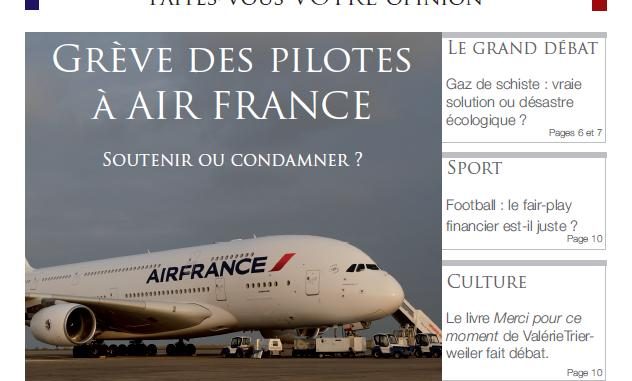 FAITES-VOUS VOTRE OPINION
GRÈVE DES PILOTES
À AIR FRANCE
SOUTENIR OU CONDAMNER ?
AIRFRANCE
LE GRAND DÉBAT
Gaz de schiste : vraie
solution ou désastre
écologique ?
Pages 6 et 7
SPORT
Football : le fair-play
financier est-il juste ?
Page 10
CULTURE
Le livre Merci pour ce
moment de ValérieTrier-
weiler fait débat.
Page 10